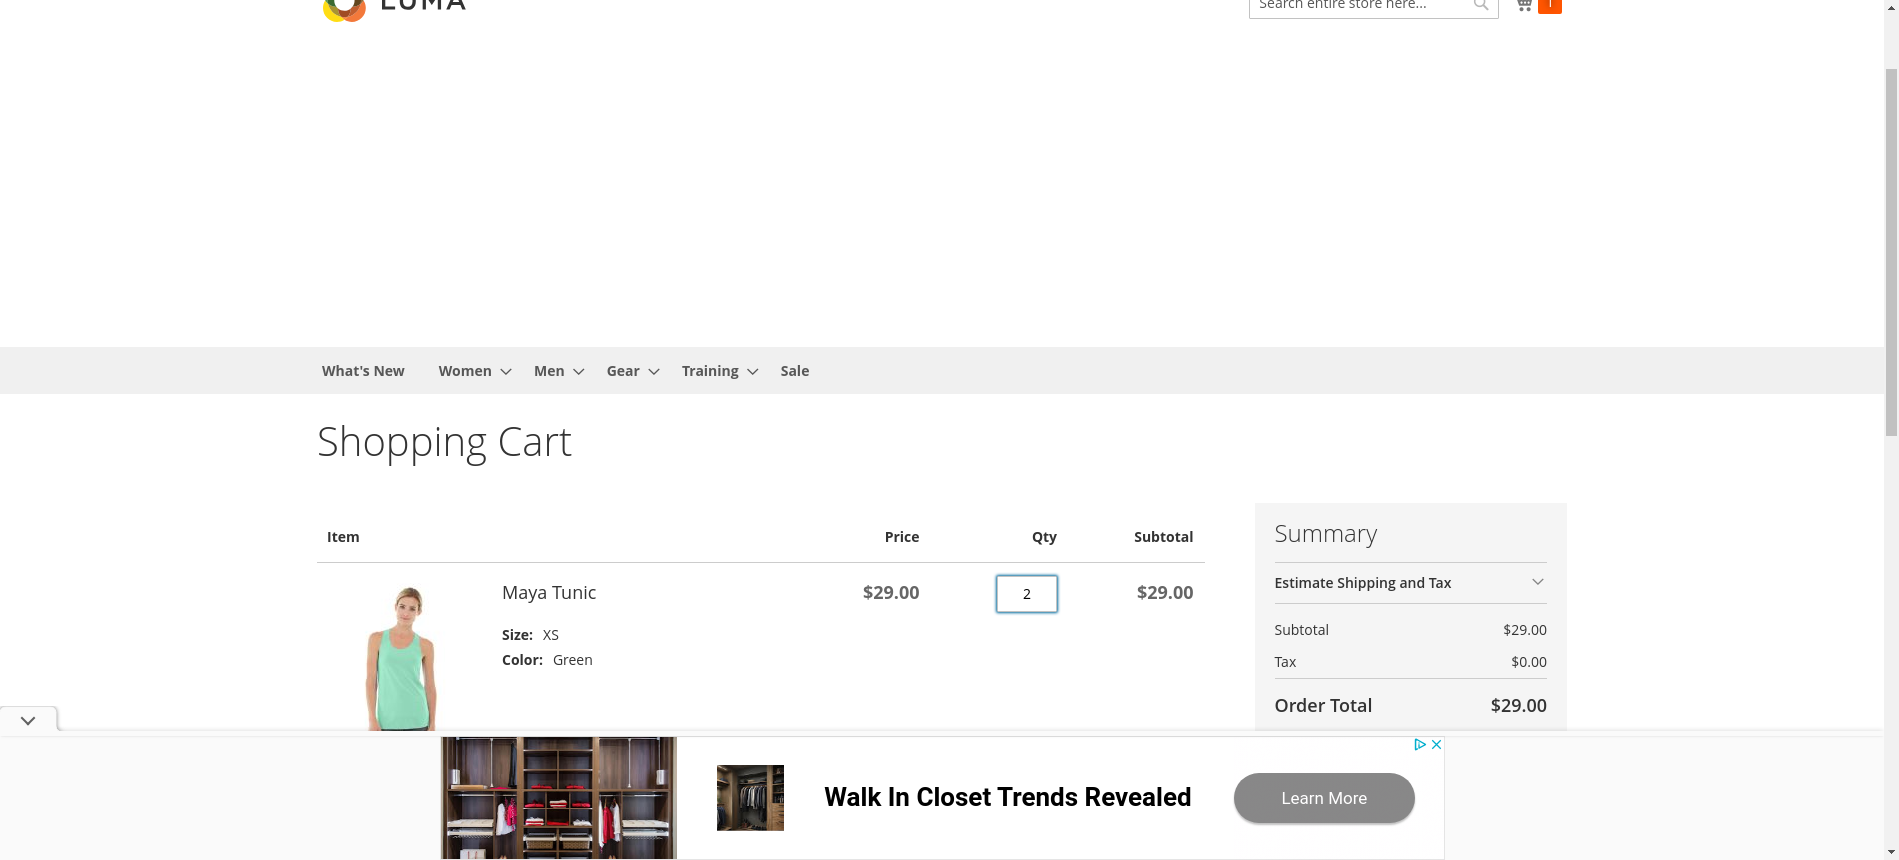 LUMA
Search entire store here...
1
What's New
Women
Men
Gear
Training
Sale
Shopping Cart
Item Price Qty Subtotal
Maya Tunic $29.00 2 $29.00
Size: XS
Color: Green
Summary
Estimate Shipping and Tax
Subtotal $29.00
Tax $0.00
Order Total $29.00
Walk In Closet Trends Revealed
Learn More